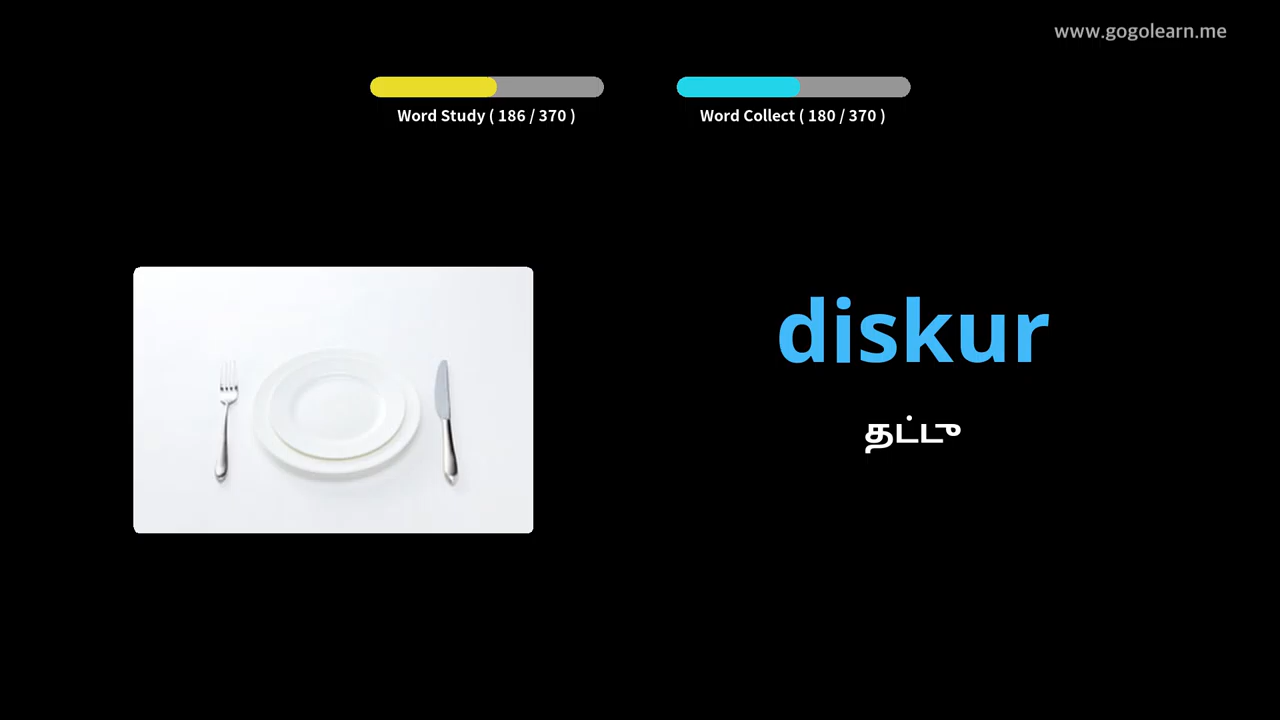 www.gogolearn.me
Word Study ( 186 / 370 )
Word Collect ( 180 / 370 )
diskur
தட்டு